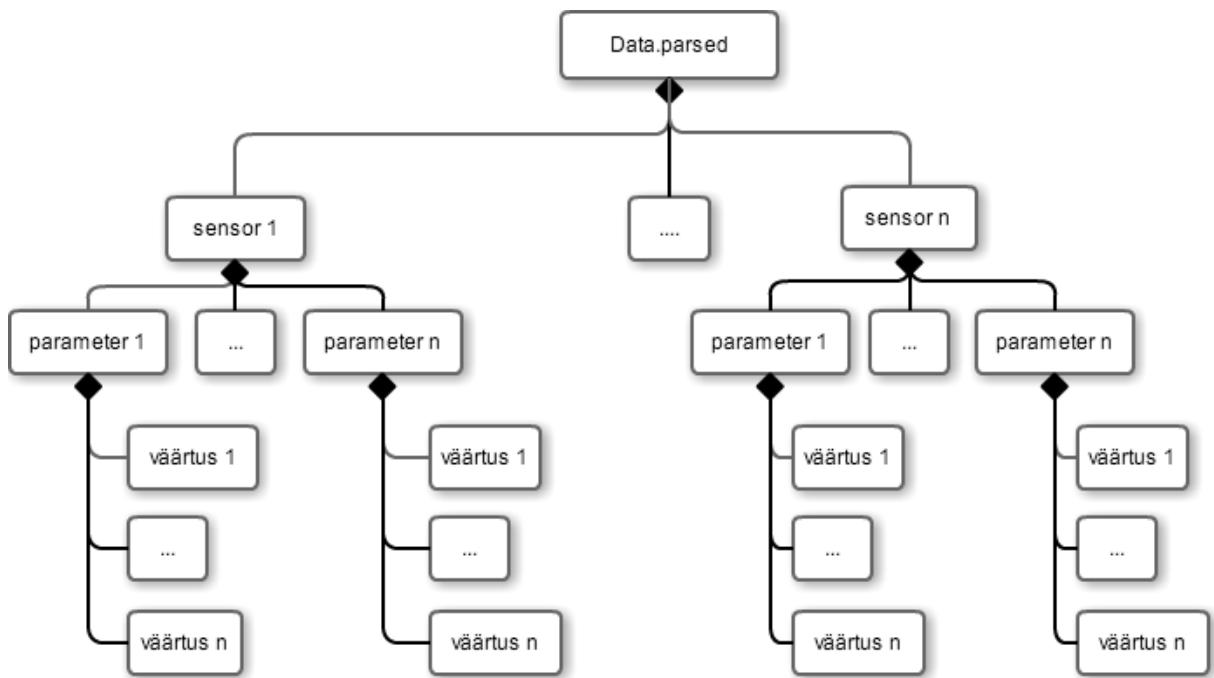 Data.parsed
sensor 1
....
sensor n
parameter 1
...
parameter n
parameter 1
...
parameter n
väärtus 1
väärtus 1
väärtus 1
väärtus 1
...
...
...
...
väärtus n
väärtus n
väärtus n
väärtus n